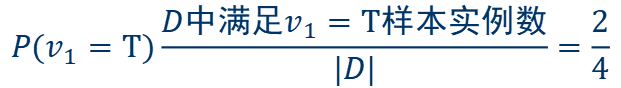 P(v₁ = T) D中满足v₁ = T样本实例数 / |D| = 2/4